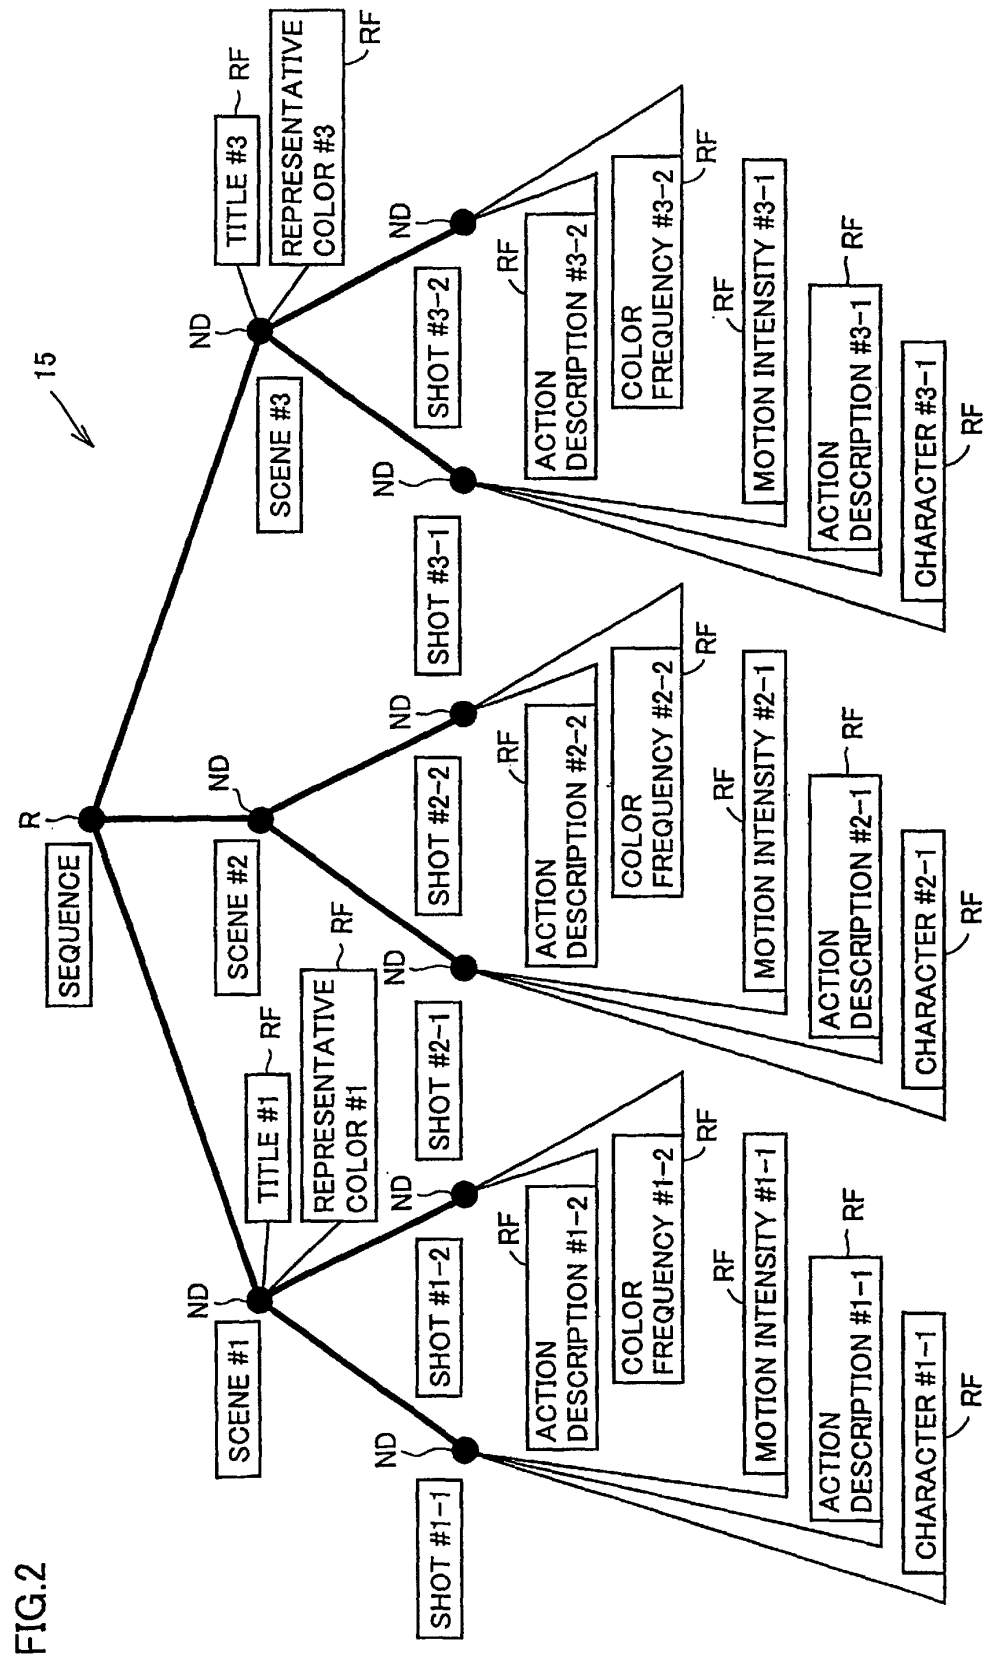 FIG.2
15
R
SEQUENCE
ND
SCENE #1
TITLE #1
RF
REPRESENTATIVE
COLOR #1
RF
ND
SCENE #2
ND
SCENE #3
TITLE #3
RF
REPRESENTATIVE
COLOR #3
RF
ND
SHOT #1-1
ND
SHOT #1-2
ND
SHOT #2-1
ND
SHOT #2-2
ND
SHOT #3-1
ND
SHOT #3-2
RF
ACTION
DESCRIPTION #1-2
COLOR
FREQUENCY #1-2
RF
RF
MOTION INTENSITY #1-1
ACTION
DESCRIPTION #1-1
RF
CHARACTER #1-1
RF
RF
ACTION
DESCRIPTION #2-2
COLOR
FREQUENCY #2-2
RF
RF
MOTION INTENSITY #2-1
ACTION
DESCRIPTION #2-1
RF
CHARACTER #2-1
RF
RF
ACTION
DESCRIPTION #3-2
COLOR
FREQUENCY #3-2
RF
RF
MOTION INTENSITY #3-1
ACTION
DESCRIPTION #3-1
RF
CHARACTER #3-1
RF